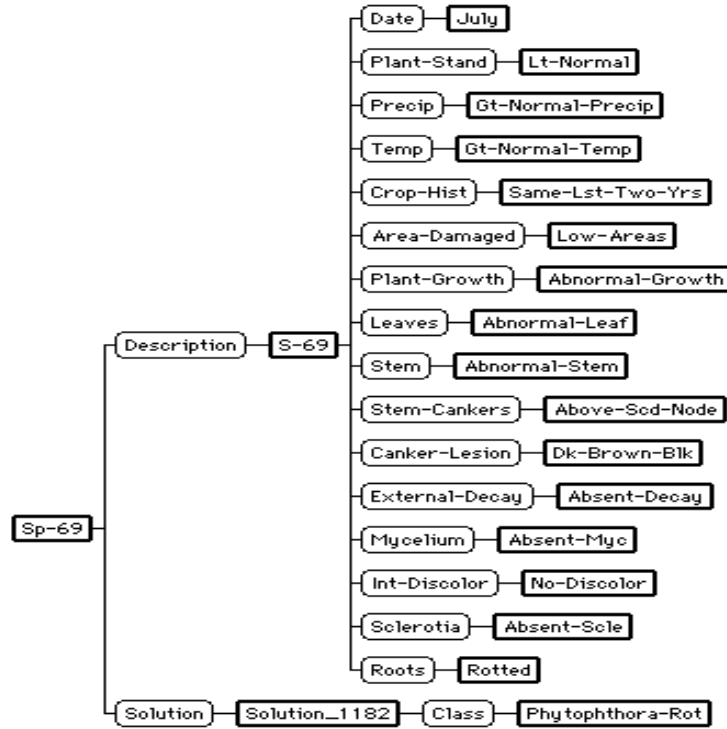 Date July
Plant-Stand Lt-Normal
Precip Gt-Normal-Precip
Temp Gt-Normal-Temp
Crop-Hist Same-Lst-Two-Yrs
Area-Damaged Low-Areas
Plant-Growth Abnormal-Growth
Leaves Abnormal-Leaf
Description S-69
Stem Abnormal-Stem
Stem-Cankers Above-Scd-Node
Canker-Lesion Dk-Brown-Blk
External-Decay Absent-Decay
Sp-69
Mycelium Absent-Myc
Int-Discolor No-Discolor
Sclerotia Absent-Scle
Roots Rotted
Solution Solution_1182 Class Phytophthora-Rot